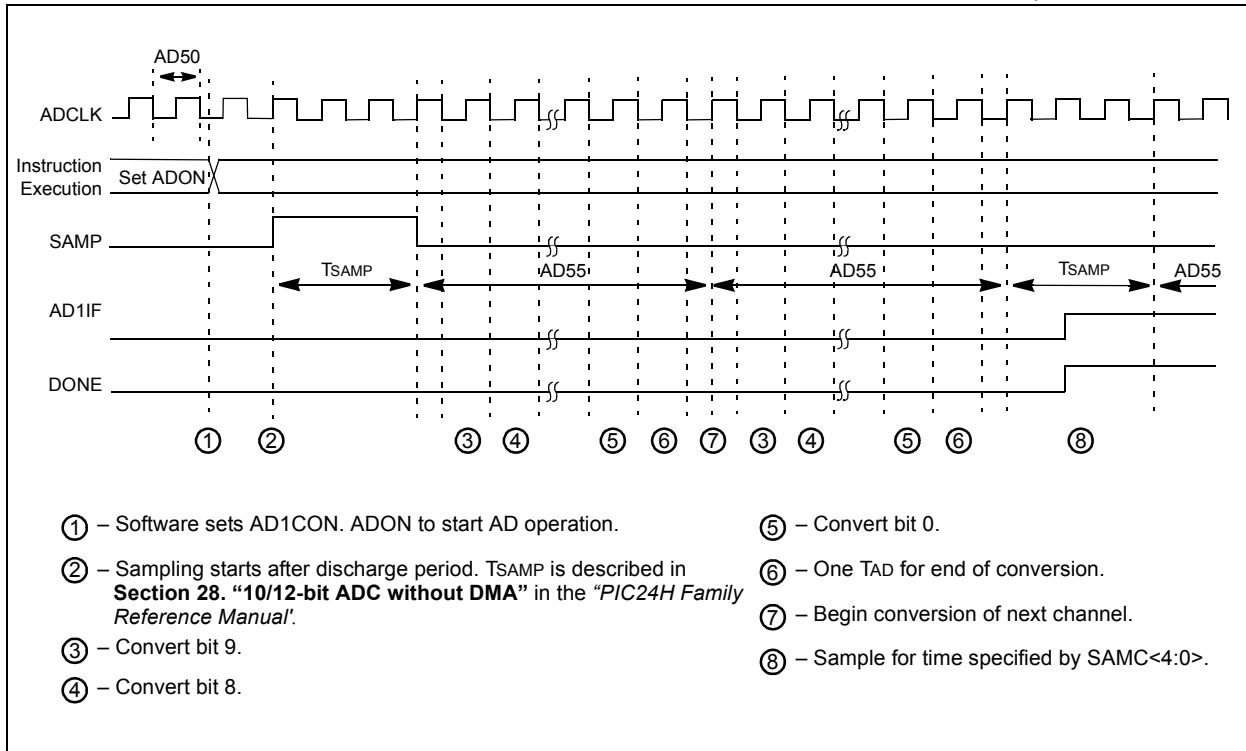 AD50
ADCLK
Instruction
Execution
Set ADON
SAMP
TSAMP
AD55
AD55
TSAMP
AD55
AD1IF
DONE
1 2 3 4 5 6 7 3 4 5 6 8
1 – Software sets AD1CON. ADON to start AD operation.
2 – Sampling starts after discharge period. TSAMP is described in
Section 28. “10/12-bit ADC without DMA” in the “PIC24H Family
Reference Manual'.
3 – Convert bit 9.
4 – Convert bit 8.
5 – Convert bit 0.
6 – One TAD for end of conversion.
7 – Begin conversion of next channel.
8 – Sample for time specified by SAMC<4:0>.